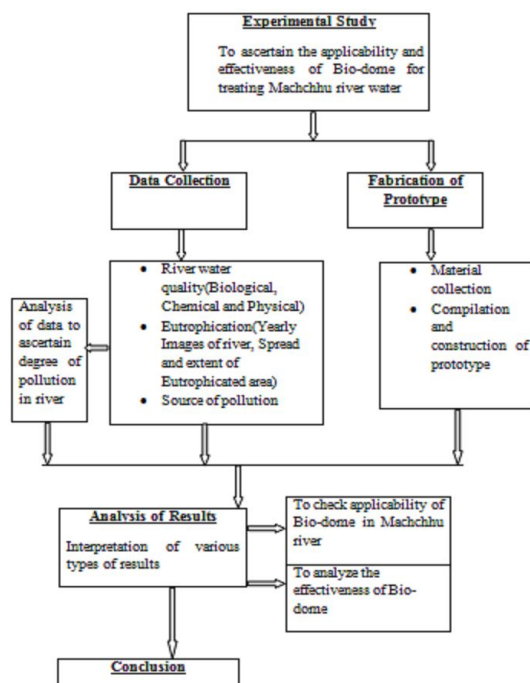 Experimental Study
To ascertain the applicability and
effectiveness of Bio-dome for
treating Machchhu river water
Data Collection
Fabrication of
Prototype
• River water
quality(Biological,
Chemical and Physical)
• Eutrophication(Yearly
Images of river, Spread
and extent of
Eutrophicated area)
• Source of pollution
• Material
collection
• Compilation
and
construction of
prototype
Analysis
of data to
ascertain
degree of
pollution
in river
Analysis of Results
Interpretation of various
types of results
To check applicability of
Bio-dome in Machchhu
river
To analyze the
effectiveness of Bio-
dome
Conclusion